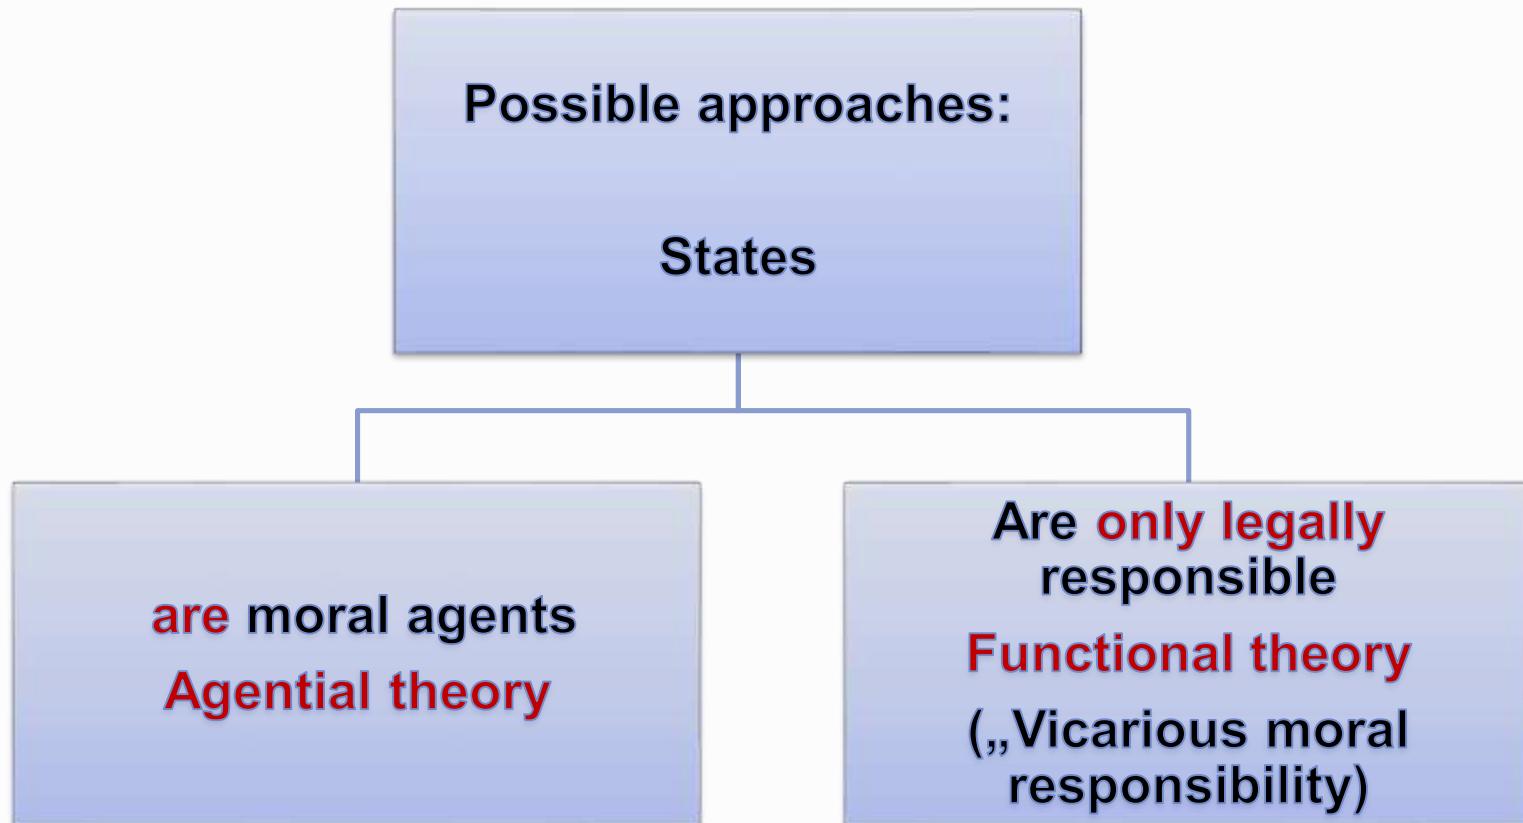 Possible approaches:
States
are moral agents
Agential theory
Are only legally
responsible
Functional theory
(„Vicarious moral
responsibility)